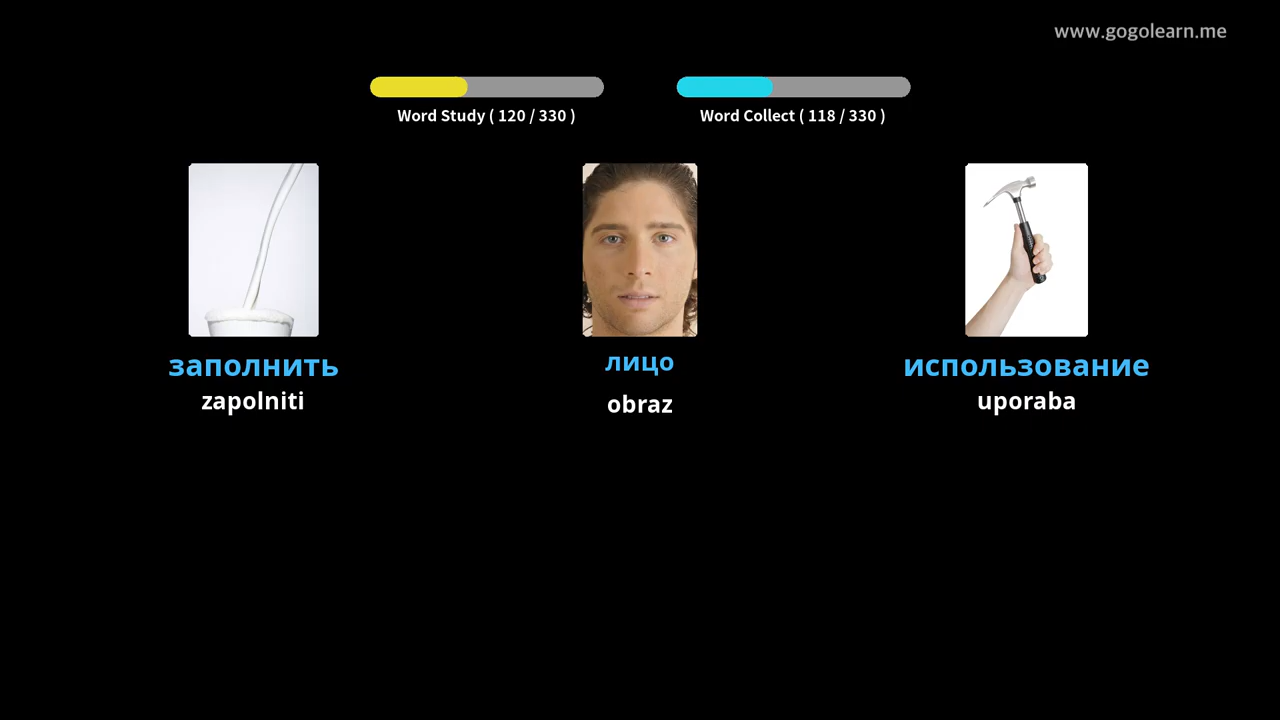 www.gogolearn.me
Word Study ( 120 / 330 )
Word Collect ( 118 / 330 )
заполнить
zapolniti
лицо
obraz
использование
uporaba